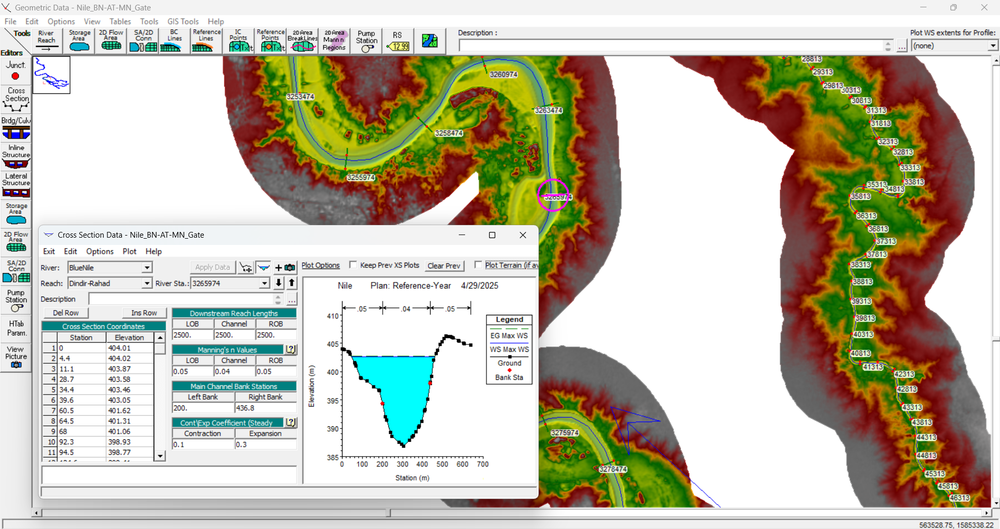 Geometric Data - Nile_BN-AT-MN_Gate
File Edit Options View Tables Tools GIS Tools Help
Tools
Editors
River Reach
Storage Area
2D Flow Area
SA/2D Conn
BC Lines
Reference Lines
IC Points
Reference Points
2D Area BreakLines
2D Area Mann n Regions
Pump Station
RS
12.99
Description :
...
Plot WS extents for Profile:
(none)
Junct.
Cross Section
Brdg/Culv
Inline Structure
Lateral Structure
Storage Area
2D Flow Area
SA/2D Conn
Pump Station
HTab Param.
View Picture
3253474
3255974
3258474
3260974
3263474
3265974
3275974
3278474
28813
29313
29813
30313
30813
31313
31813
32313
32813
33313
33813
35313
34813
35813
36313
36813
37313
37813
38313
38813
39313
39813
40313
40813
41313
42313
42813
43313
43813
44313
44813
45313
45813
46313
Cross Section Data - Nile_BN-AT-MN_Gate
Exit Edit Options Plot Help
River: BlueNile
Apply Data
Plot Options
Keep Prev XS Plots
Clear Prev
Plot Terrain (if av
Reach: Dindir-Rahad
River Sta.: 3265974
Description
...
Del Row
Ins Row
Cross Section Coordinates
Station Elevation
1 0 404.01
2 4.4 404.02
3 11.1 403.87
4 28.7 403.58
5 34.4 403.46
6 39.6 403.05
7 60.5 401.62
8 64.5 401.31
9 68 401.06
10 92.3 398.93
11 94.5 398.77
Downstream Reach Lengths
LOB Channel ROB
2500. 2500. 2500.
Manning's n Values
LOB Channel ROB
0.05 0.04 0.05
Main Channel Bank Stations
Left Bank Right Bank
200. 436.8
Cont\Exp Coefficient (Steady
Contraction Expansion
0.1 0.3
Nile Plan: Reference-Year 4/29/2025
.05 .04 .05
410
405
400
395
390
385
0 100 200 300 400 500 600 700
Station (m)
Elevation (m)
Legend
EG Max WS
WS Max WS
Ground
Bank Sta
563528.75, 1585338.22